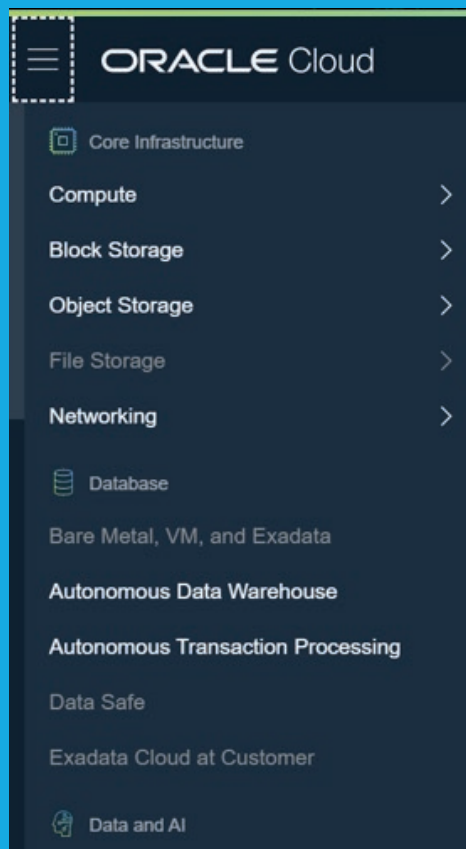 ORACLE Cloud
Core Infrastructure
Compute
Block Storage
Object Storage
File Storage
Networking
Database
Bare Metal, VM, and Exadata
Autonomous Data Warehouse
Autonomous Transaction Processing
Data Safe
Exadata Cloud at Customer
Data and AI